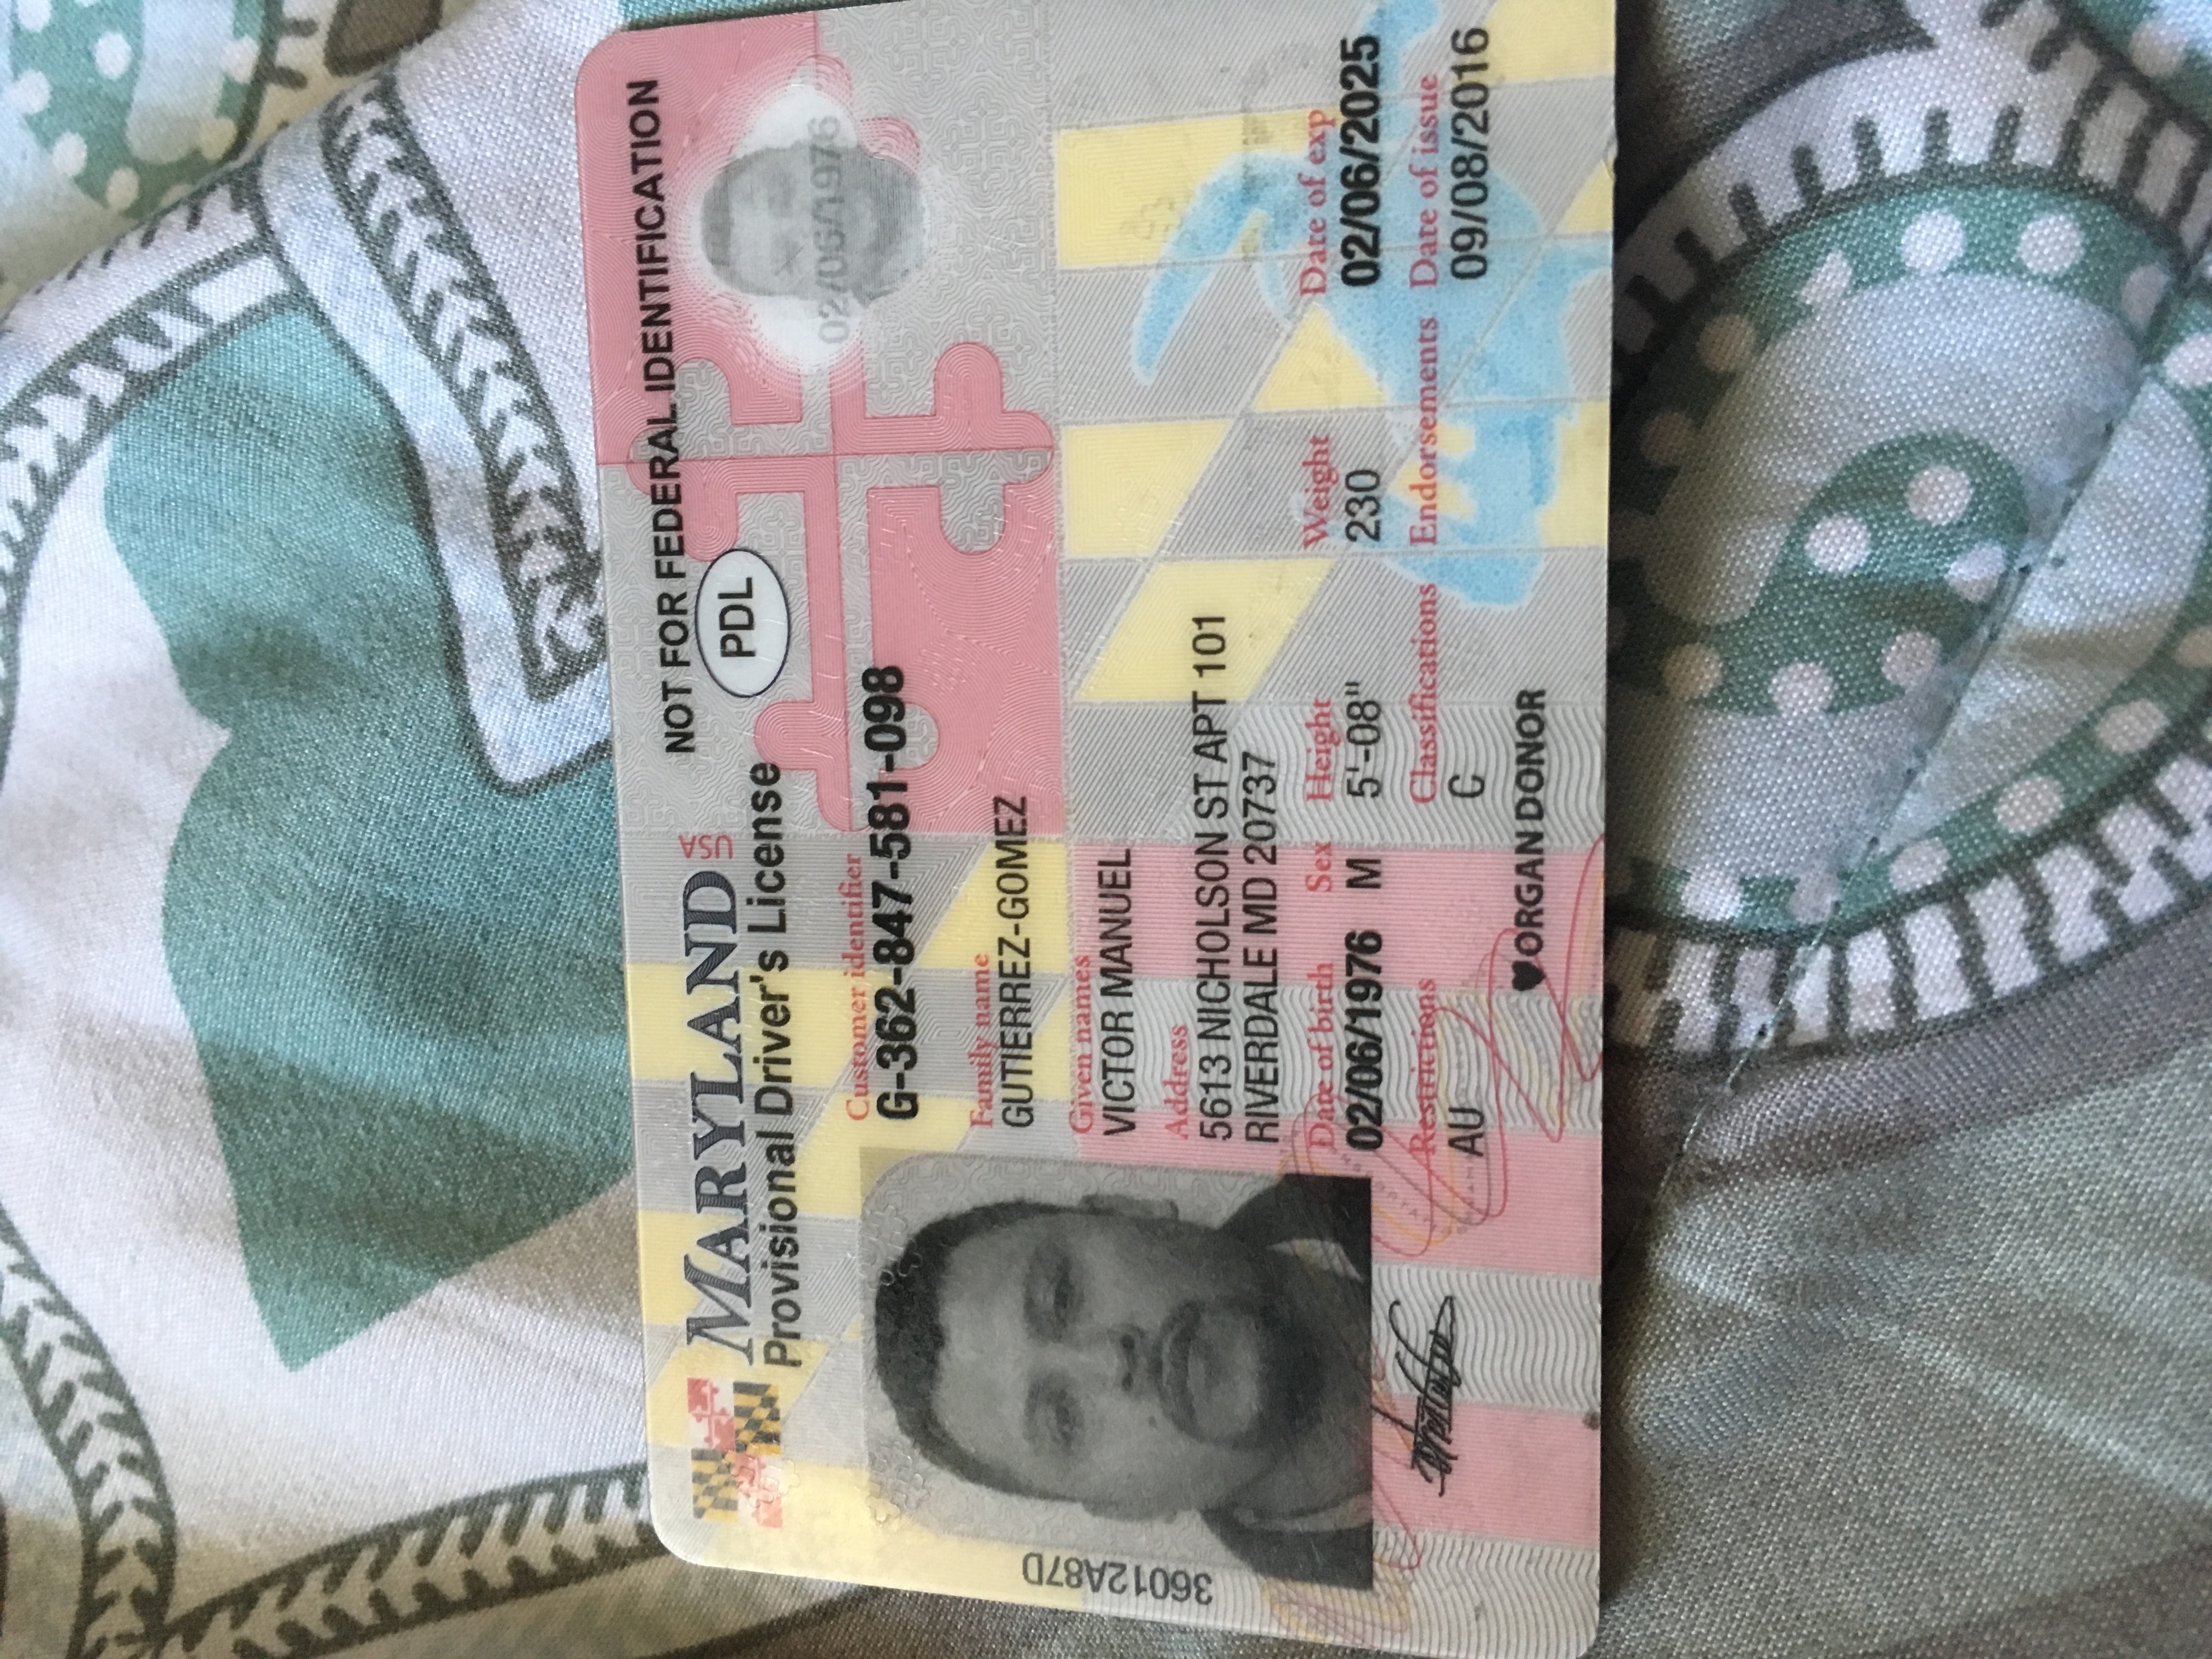 NOT FOR FEDERAL IDENTIFICATION
MARYLAND USA
PDL
Provisional Driver's License
02/06/1976
Customer identifier
G-362-847-581-098
Family name
GUTIERREZ-GOMEZ
Given names
VICTOR MANUEL
36012A87D
Address
5613 NICHOLSON ST APT 101
RIVERDALE MD 20737
Date of birth Sex Height Weight Date of exp
02/06/1976 M 5'-08" 230 02/06/2025
Restrictions Classifications Endorsements Date of issue
AU C 09/08/2016
ORGAN DONOR